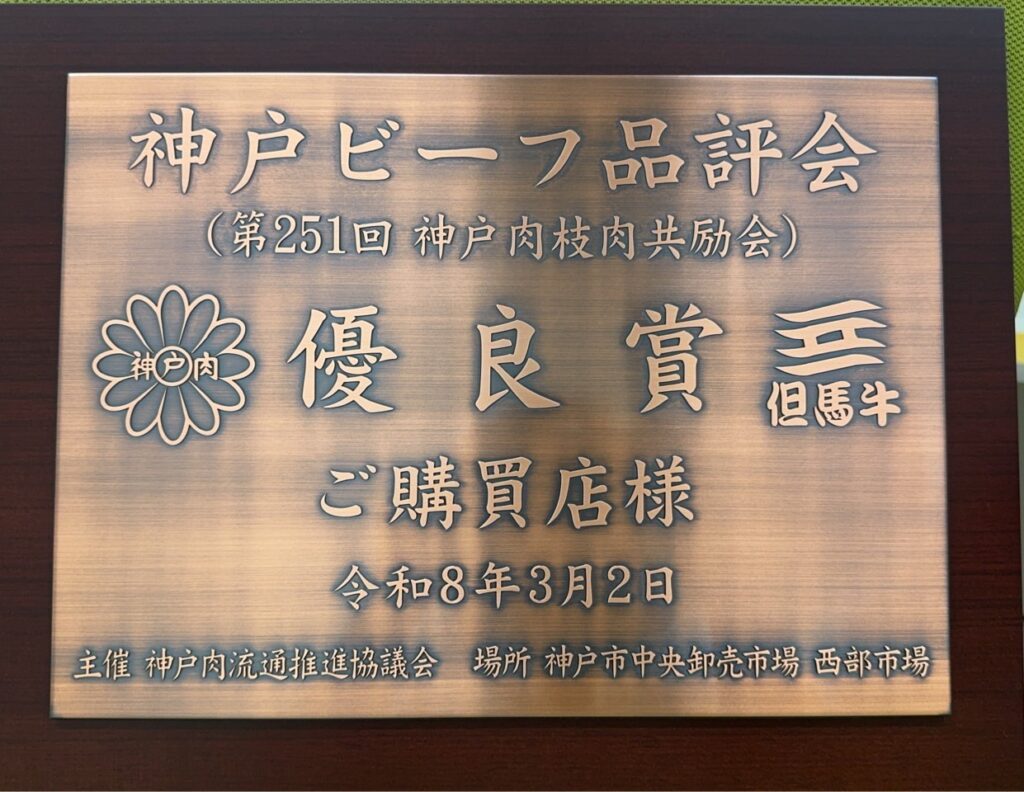 神戸ビーフ品評会
（第251回 神戸肉枝肉共励会）
神戸肉
優良賞
但馬牛
ご購買店様
令和8年3月2日
主催 神戸肉流通推進協議会 場所 神戸市中央卸売市場 西部市場